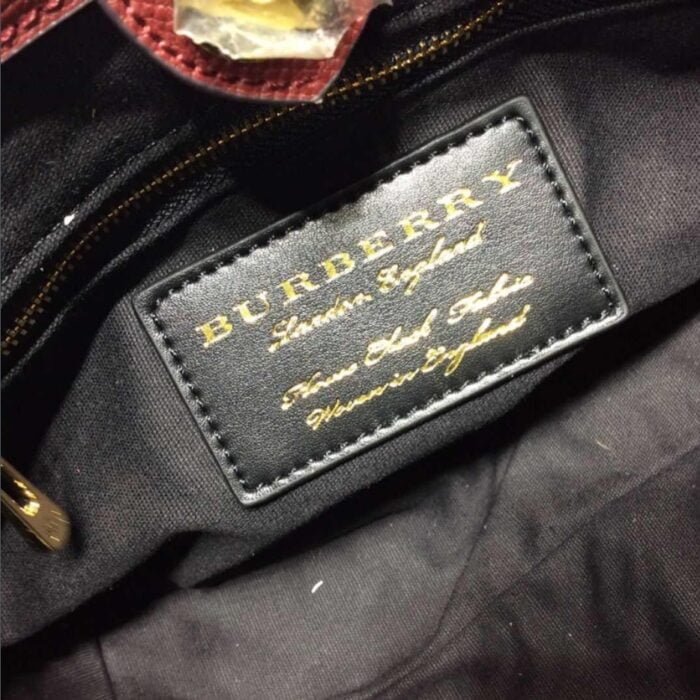 BURBERRY
London, England
House Check Fabric
Woven in England